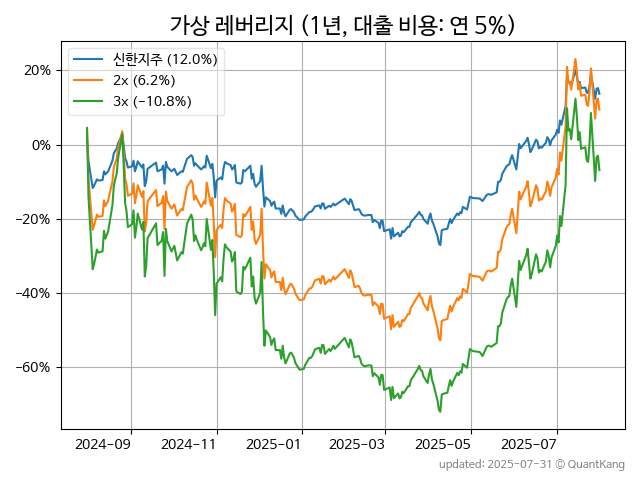 가상 레버리지 (1년, 대출 비용: 연 5%)
신한지주 (12.0%)
2x (6.2%)
3x (−10.8%)
20%
0%
−20%
−40%
−60%
2024-09 2024-11 2025-01 2025-03 2025-05 2025-07
updated: 2025-07-31 © QuantKang